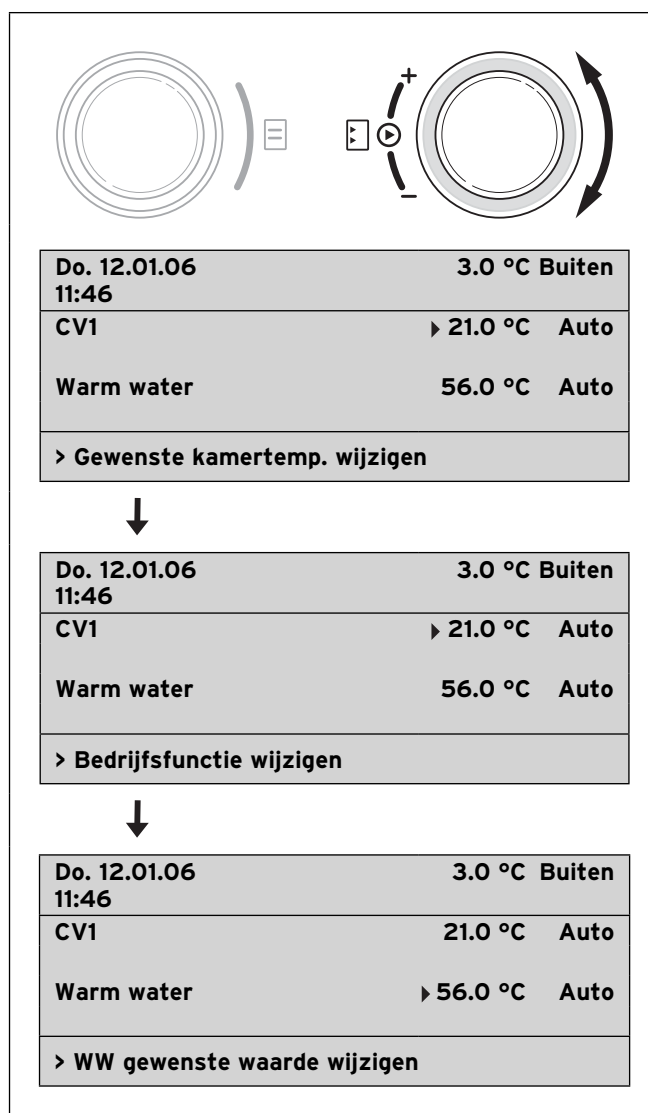 +
−
Do. 12.01.06 3.0 °C Buiten
11:46
CV1 21.0 °C Auto
Warm water 56.0 °C Auto
> Gewenste kamertemp. wijzigen
Do. 12.01.06 3.0 °C Buiten
11:46
CV1 21.0 °C Auto
Warm water 56.0 °C Auto
> Bedrijfsfunctie wijzigen
Do. 12.01.06 3.0 °C Buiten
11:46
CV1 21.0 °C Auto
Warm water 56.0 °C Auto
> WW gewenste waarde wijzigen